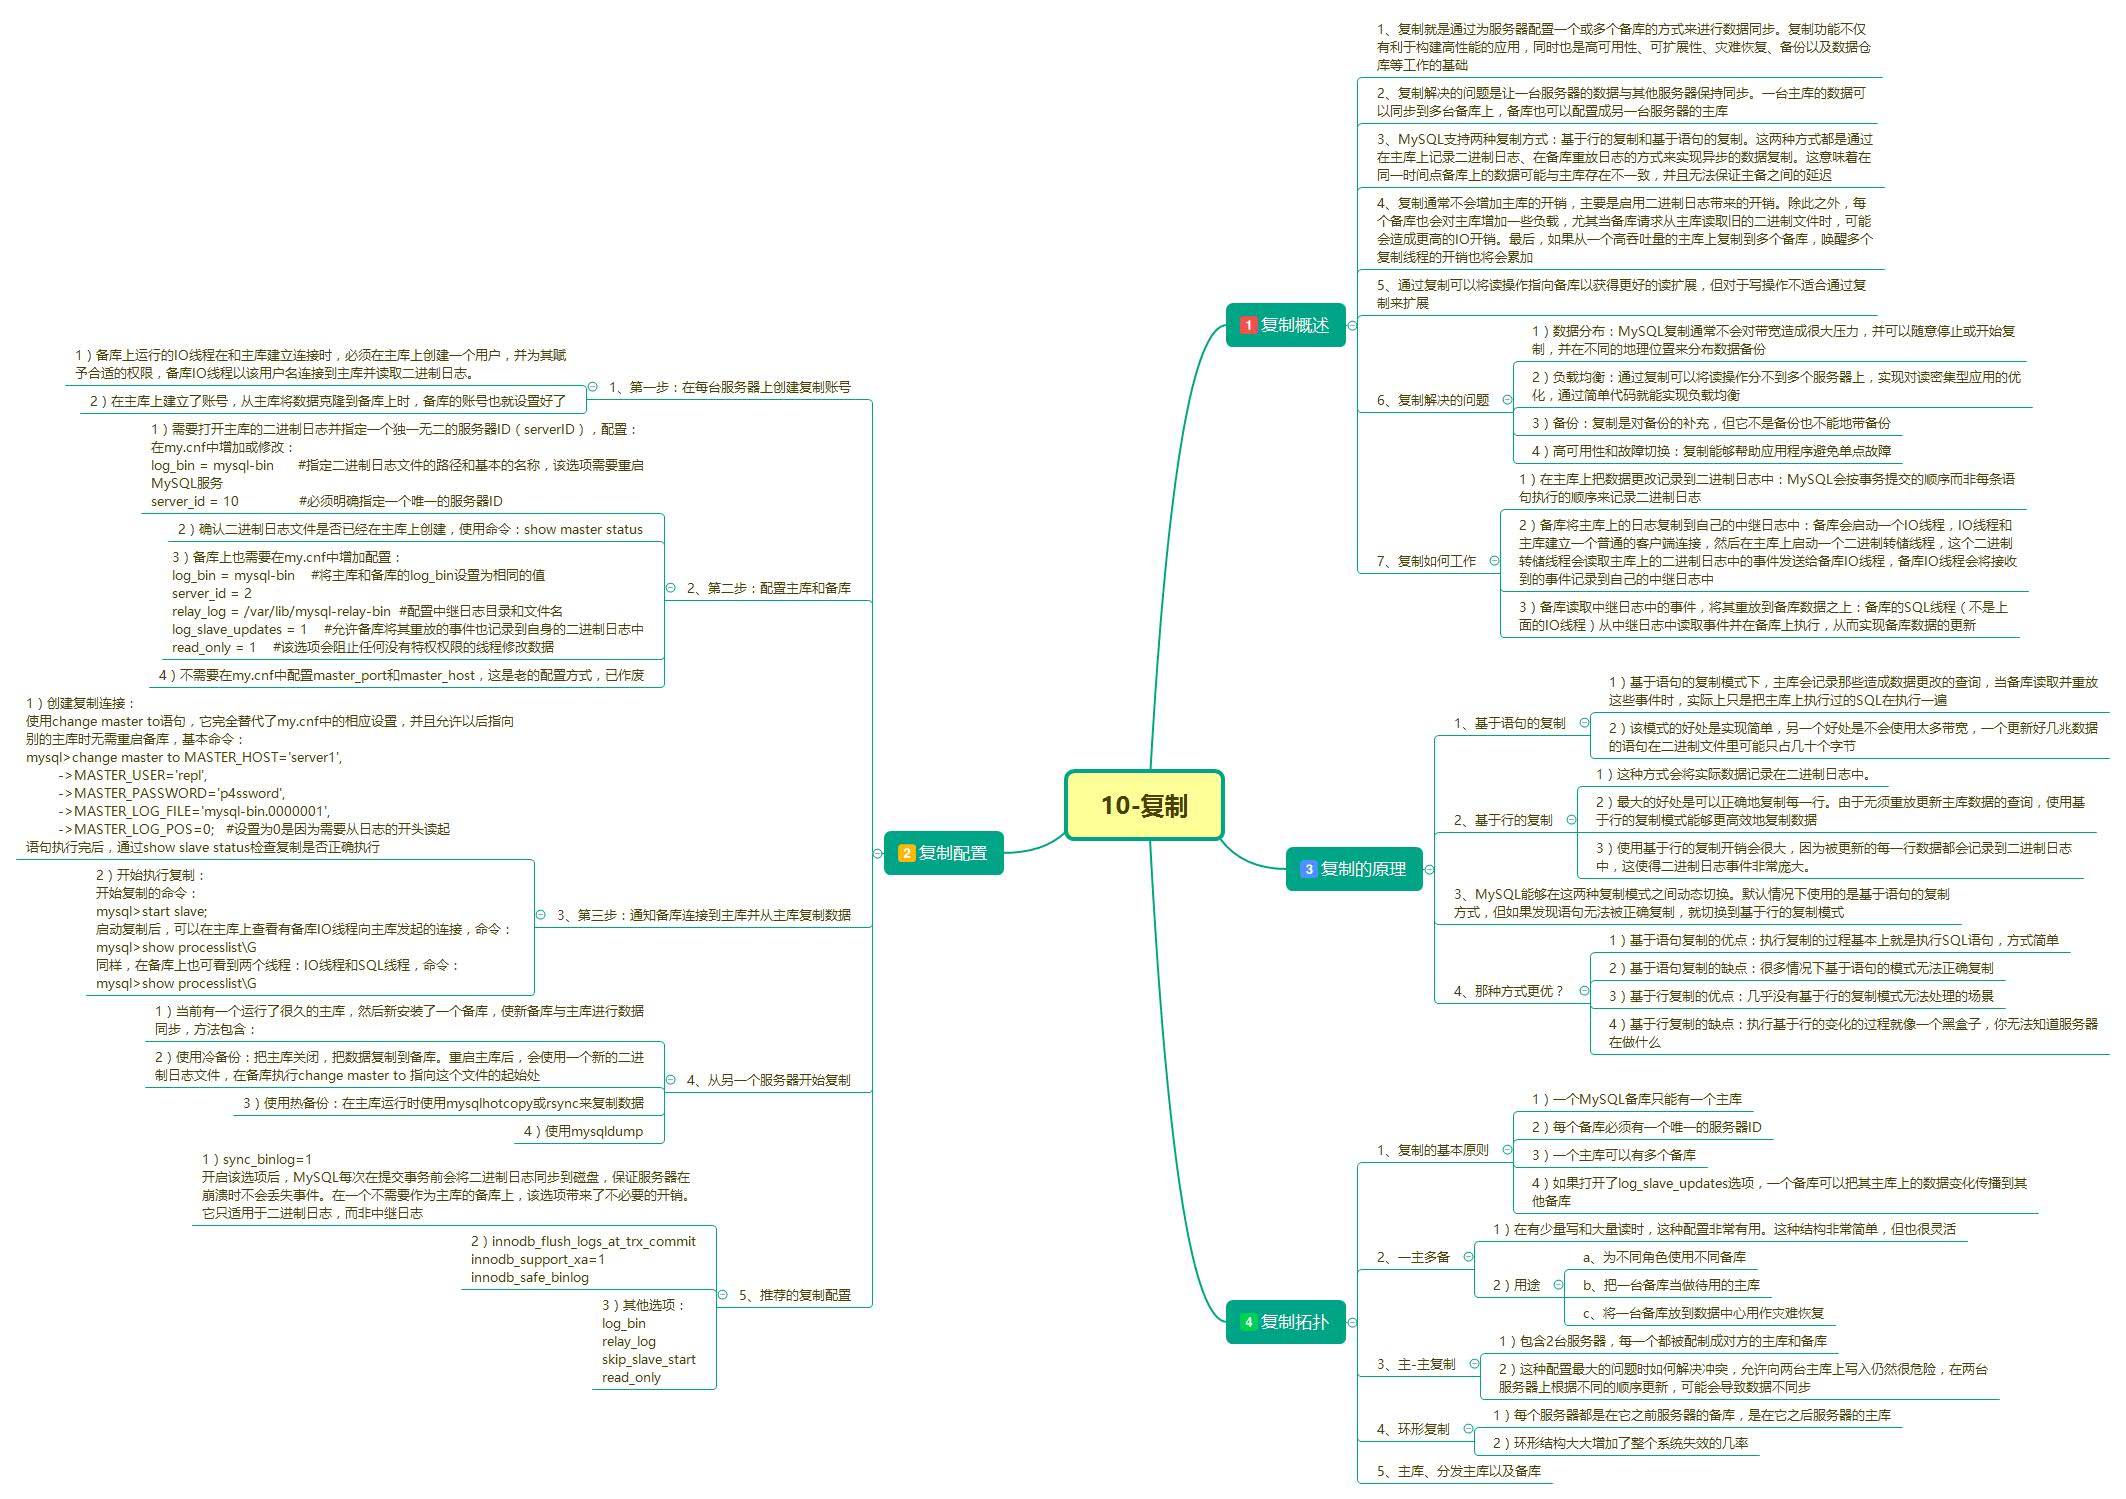 10-复制
1 复制概述
1、复制就是通过为服务器配置一个或多个备库的方式来进行数据同步。复制功能不仅
有利于构建高性能的应用，同时也是高可用性、可扩展性、灾难恢复、备份以及数据仓
库等工作的基础
2、复制解决的问题是让一台服务器的数据与其他服务器保持同步。一台主库的数据可
以同步到多台备库上，备库也可以配置成另一台服务器的主库
3、MySQL支持两种复制方式：基于行的复制和基于语句的复制。这两种方式都是通过
在主库上记录二进制日志、在备库重放日志的方式来实现异步的数据复制。这意味着在
同一时间点备库上的数据可能与主库存在不一致，并且无法保证主备之间的延迟
4、复制通常不会增加主库的开销，主要是启用二进制日志带来的开销。除此之外，每
个备库也会对主库增加一些负载，尤其当备库请求从主库读取旧的二进制文件时，可能
会造成更高的IO开销。最后，如果从一个高吞吐量的主库上复制到多个备库，唤醒多个
复制线程的开销也将会累加
5、通过复制可以将读操作指向备库以获得更好的读扩展，但对于写操作不适合通过复
制来扩展
6、复制解决的问题
1）数据分布：MySQL复制通常不会对带宽造成很大压力，并可以随意停止或开始复
制，并在不同的地理位置来分布数据备份
2）负载均衡：通过复制可以将读操作分不到多个服务器上，实现对读密集型应用的优
化，通过简单代码就能实现负载均衡
3）备份：复制是对备份的补充，但它不是备份也不能地带备份
4）高可用性和故障切换：复制能够帮助应用程序避免单点故障
7、复制如何工作
1）在主库上把数据更改记录到二进制日志中：MySQL会按事务提交的顺序而非每条语
句执行的顺序来记录二进制日志
2）备库将主库上的日志复制到自己的中继日志中：备库会启动一个IO线程，IO线程和
主库建立一个普通的客户端连接，然后在主库上启动一个二进制转储线程，这个二进制
转储线程会读取主库上的二进制日志中的事件发送给备库IO线程，备库IO线程会将接收
到的事件记录到自己的中继日志中
3）备库读取中继日志中的事件，将其重放到备库数据之上：备库的SQL线程（不是上
面的IO线程）从中继日志中读取事件并在备库上执行，从而实现备库数据的更新
2 复制配置
1、第一步：在每台服务器上创建复制账号
1）备库上运行的IO线程在和主库建立连接时，必须在主库上创建一个用户，并为其赋
予合适的权限，备库IO线程以该用户名连接到主库并读取二进制日志。
2）在主库上建立了账号，从主库将数据克隆到备库上时，备库的账号也就设置好了
2、第二步：配置主库和备库
1）需要打开主库的二进制日志并指定一个独一无二的服务器ID（serverID），配置：
在my.cnf中增加或修改：
log_bin = mysql-bin #指定二进制日志文件的路径和基本的名称，该选项需要重启
MySQL服务
server_id = 10 #必须明确指定一个唯一的服务器ID
2）确认二进制日志文件是否已经在主库上创建，使用命令：show master status
3）备库上也需要在my.cnf中增加配置：
log_bin = mysql-bin #将主库和备库的log_bin设置为相同的值
server_id = 2
relay_log = /var/lib/mysql-relay-bin #配置中继日志目录和文件名
log_slave_updates = 1 #允许备库将其重放的事件也记录到自身的二进制日志中
read_only = 1 #该选项会阻止任何没有特权权限的线程修改数据
4）不需要在my.cnf中配置master_port和master_host，这是老的配置方式，已作废
3、第三步：通知备库连接到主库并从主库复制数据
1）创建复制连接：
使用change master to语句，它完全替代了my.cnf中的相应设置，并且允许以后指向
别的主库时无需重启备库，基本命令：
mysql>change master to MASTER_HOST='server1',
->MASTER_USER='repl',
->MASTER_PASSWORD='p4ssword',
->MASTER_LOG_FILE='mysql-bin.0000001',
->MASTER_LOG_POS=0; #设置为0是因为需要从日志的开头读起
语句执行完后，通过show slave status检查复制是否正确执行
2）开始执行复制：
开始复制的命令：
mysql>start slave;
启动复制后，可以在主库上查看有备库IO线程向主库发起的连接，命令：
mysql>show processlist\G
同样，在备库上也可看到两个线程：IO线程和SQL线程，命令：
mysql>show processlist\G
4、从另一个服务器开始复制
1）当前有一个运行了很久的主库，然后新安装了一个备库，使新备库与主库进行数据
同步，方法包含：
2）使用冷备份：把主库关闭，把数据复制到备库。重启主库后，会使用一个新的二进
制日志文件，在备库执行change master to 指向这个文件的起始处
3）使用热备份：在主库运行时使用mysqlhotcopy或rsync来复制数据
4）使用mysqldump
5、推荐的复制配置
1）sync_binlog=1
开启该选项后，MySQL每次在提交事务前会将二进制日志同步到磁盘，保证服务器在
崩溃时不会丢失事件。在一个不需要作为主库的备库上，该选项带来了不必要的开销。
它只适用于二进制日志，而非中继日志
2）innodb_flush_logs_at_trx_commit
innodb_support_xa=1
innodb_safe_binlog
3）其他选项：
log_bin
relay_log
skip_slave_start
read_only
3 复制的原理
1、基于语句的复制
1）基于语句的复制模式下，主库会记录那些造成数据更改的查询，当备库读取并重放
这些事件时，实际上只是把主库上执行过的SQL在执行一遍
2）该模式的好处是实现简单，另一个好处是不会使用太多带宽，一个更新好几兆数据
的语句在二进制文件里可能只占几十个字节
2、基于行的复制
1）这种方式会将实际数据记录在二进制日志中。
2）最大的好处是可以正确地复制每一行。由于无须重放更新主库数据的查询，使用基
于行的复制模式能够更高效地复制数据
3）使用基于行的复制开销会很大，因为被更新的每一行数据都会记录到二进制日志
中，这使得二进制日志事件非常庞大。
3、MySQL能够在这两种复制模式之间动态切换。默认情况下使用的是基于语句的复制
方式，但如果发现语句无法被正确复制，就切换到基于行的复制模式
4、那种方式更优？
1）基于语句复制的优点：执行复制的过程基本上就是执行SQL语句，方式简单
2）基于语句复制的缺点：很多情况下基于语句的模式无法正确复制
3）基于行复制的优点：几乎没有基于行的复制模式无法处理的场景
4）基于行复制的缺点：执行基于行的变化的过程就像一个黑盒子，你无法知道服务器
在做什么
4 复制拓扑
1、复制的基本原则
1）一个MySQL备库只能有一个主库
2）每个备库必须有一个唯一的服务器ID
3）一个主库可以有多个备库
4）如果打开了log_slave_updates选项，一个备库可以把其主库上的数据变化传播到其
他备库
2、一主多备
1）在有少量写和大量读时，这种配置非常有用。这种结构非常简单，但也很灵活
2）用途
a、为不同角色使用不同备库
b、把一台备库当做待用的主库
c、将一台备库放到数据中心用作灾难恢复
3、主-主复制
1）包含2台服务器，每一个都被配制成对方的主库和备库
2）这种配置最大的问题时如何解决冲突，允许向两台主库上写入仍然很危险，在两台
服务器上根据不同的顺序更新，可能会导致数据不同步
4、环形复制
1）每个服务器都是在它之前服务器的备库，是在它之后服务器的主库
2）环形结构大大增加了整个系统失效的几率
5、主库、分发主库以及备库